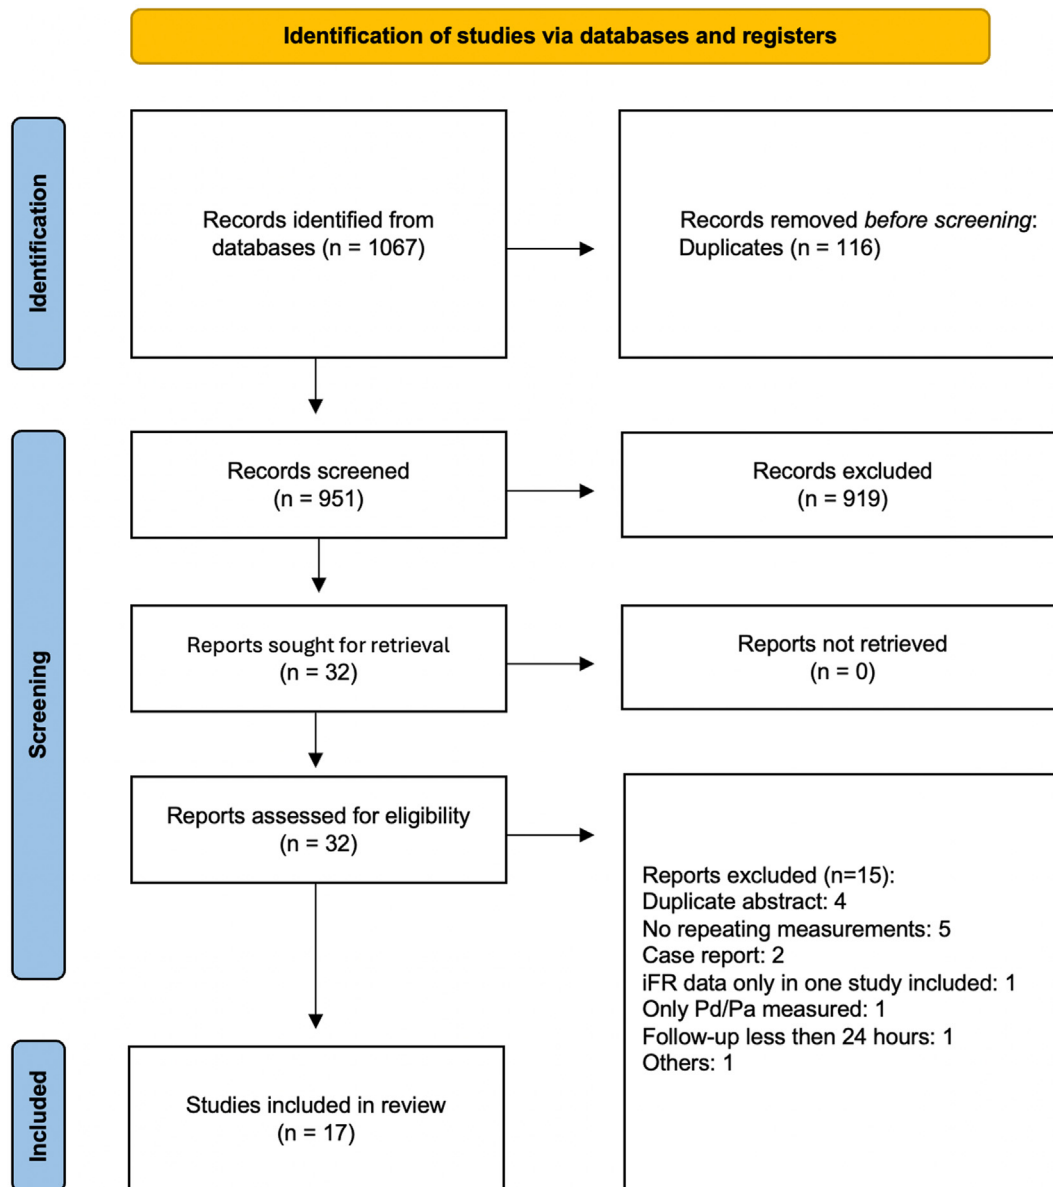 Identification of studies via databases and registers
Identification
Records identified from
databases (n = 1067)
Records removed before screening:
Duplicates (n = 116)
Screening
Records screened
(n = 951)
Records excluded
(n = 919)
Reports sought for retrieval
(n = 32)
Reports not retrieved
(n = 0)
Reports assessed for eligibility
(n = 32)
Reports excluded (n=15):
Duplicate abstract: 4
No repeating measurements: 5
Case report: 2
iFR data only in one study included: 1
Only Pd/Pa measured: 1
Follow-up less then 24 hours: 1
Others: 1
Included
Studies included in review
(n = 17)